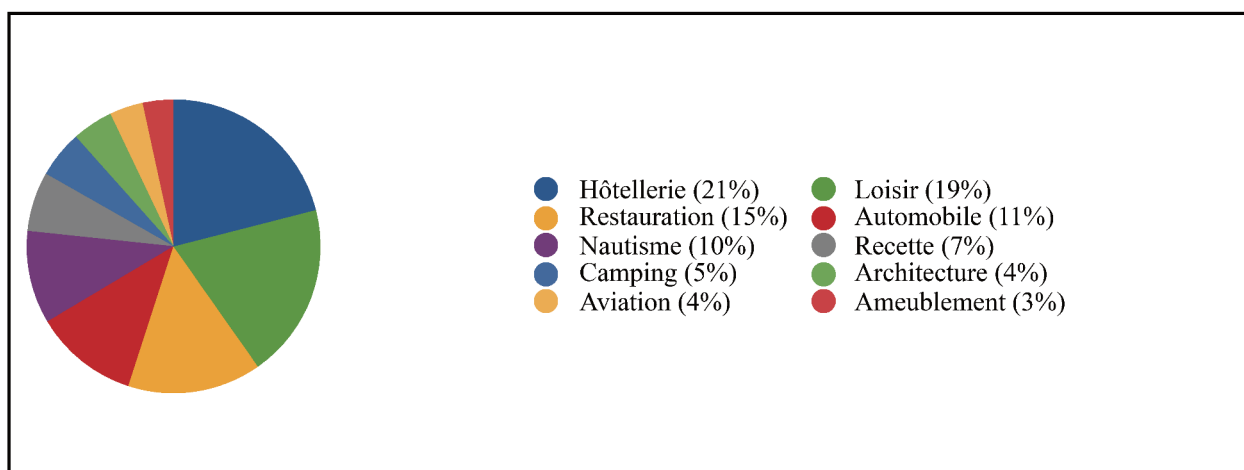 Hôtellerie (21%) Loisir (19%)
Restauration (15%) Automobile (11%)
Nautisme (10%) Recette (7%)
Camping (5%) Architecture (4%)
Aviation (4%) Ameublement (3%)